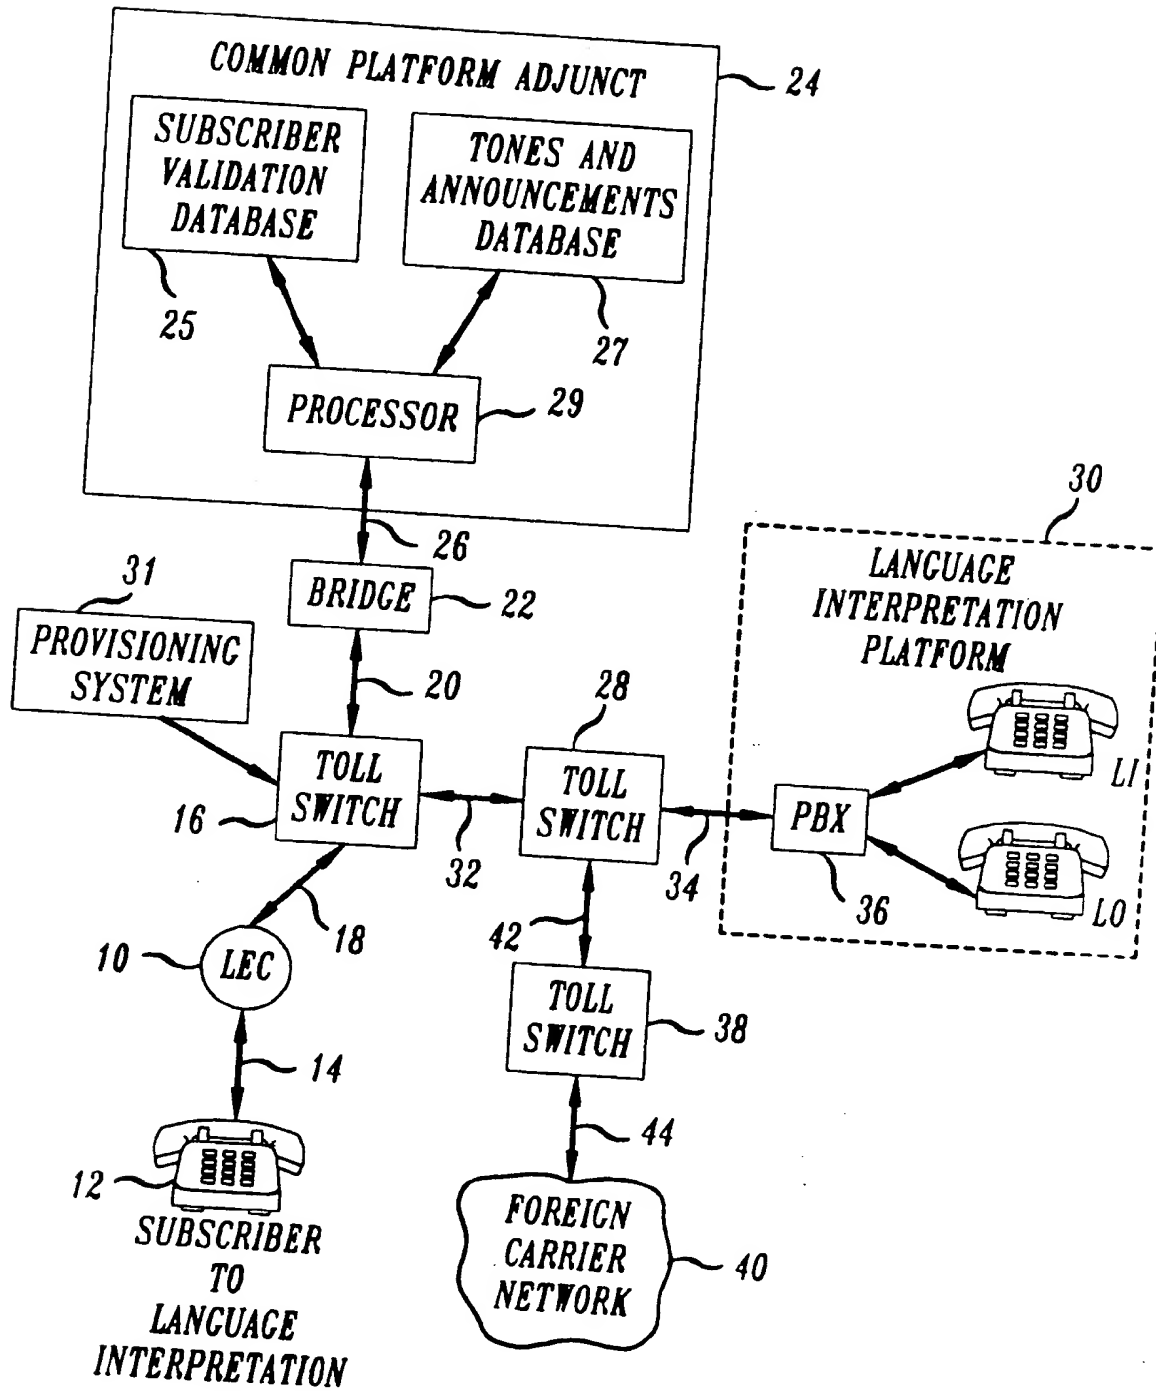 COMMON PLATFORM ADJUNCT
24
SUBSCRIBER
VALIDATION
DATABASE
TONES AND
ANNOUNCEMENTS
DATABASE
25
27
PROCESSOR
29
26
30
31
BRIDGE
22
LANGUAGE
INTERPRETATION
PLATFORM
PROVISIONING
SYSTEM
20
28
TOLL
SWITCH
16
TOLL
SWITCH
LI
PBX
32
34
36
LO
18
42
10
LEC
TOLL
SWITCH
38
14
44
12
SUBSCRIBER
TO
LANGUAGE
INTERPRETATION
FOREIGN
CARRIER
NETWORK
40